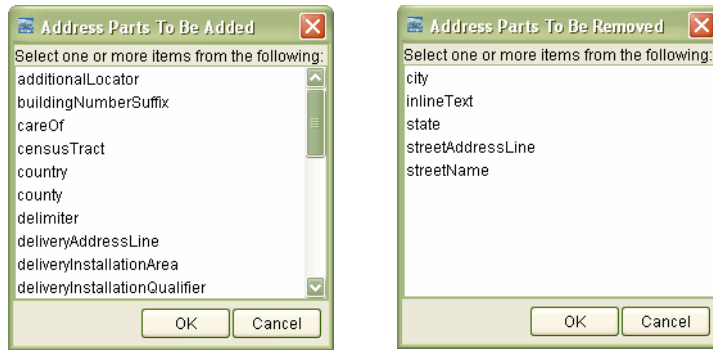 Address Parts To Be Added
Select one or more items from the following:
additionalLocator
buildingNumberSuffix
careOf
censusTract
country
county
delimiter
deliveryAddressLine
deliveryInstallationArea
deliveryInstallationQualifier
OK Cancel
Address Parts To Be Removed
Select one or more items from the following:
city
inlineText
state
streetAddressLine
streetName
OK Cancel